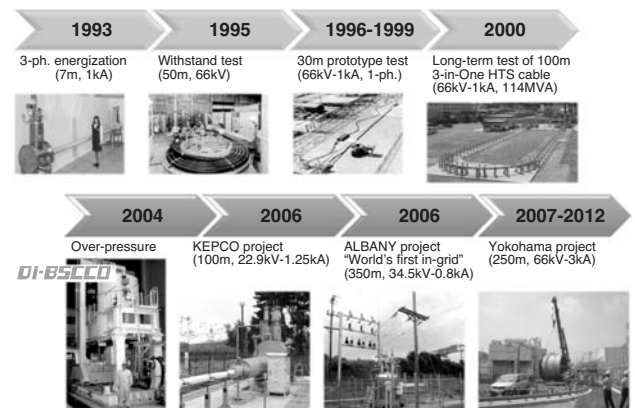 1993
1995
1996-1999
2000
3-ph. energization
(7m, 1kA)
Withstand test
(50m, 66kV)
30m prototype test
(66kV-1kA, 1-ph.)
Long-term test of 100m
3-in-One HTS cable
(66kV-1kA, 114MVA)
2004
2006
2006
2007-2012
Over-pressure
DI-BSCCO
KEPCO project
(100m, 22.9kV-1.25kA)
ALBANY project
“World’s first in-grid”
(350m, 34.5kV-0.8kA)
Yokohama project
(250m, 66kV-3kA)